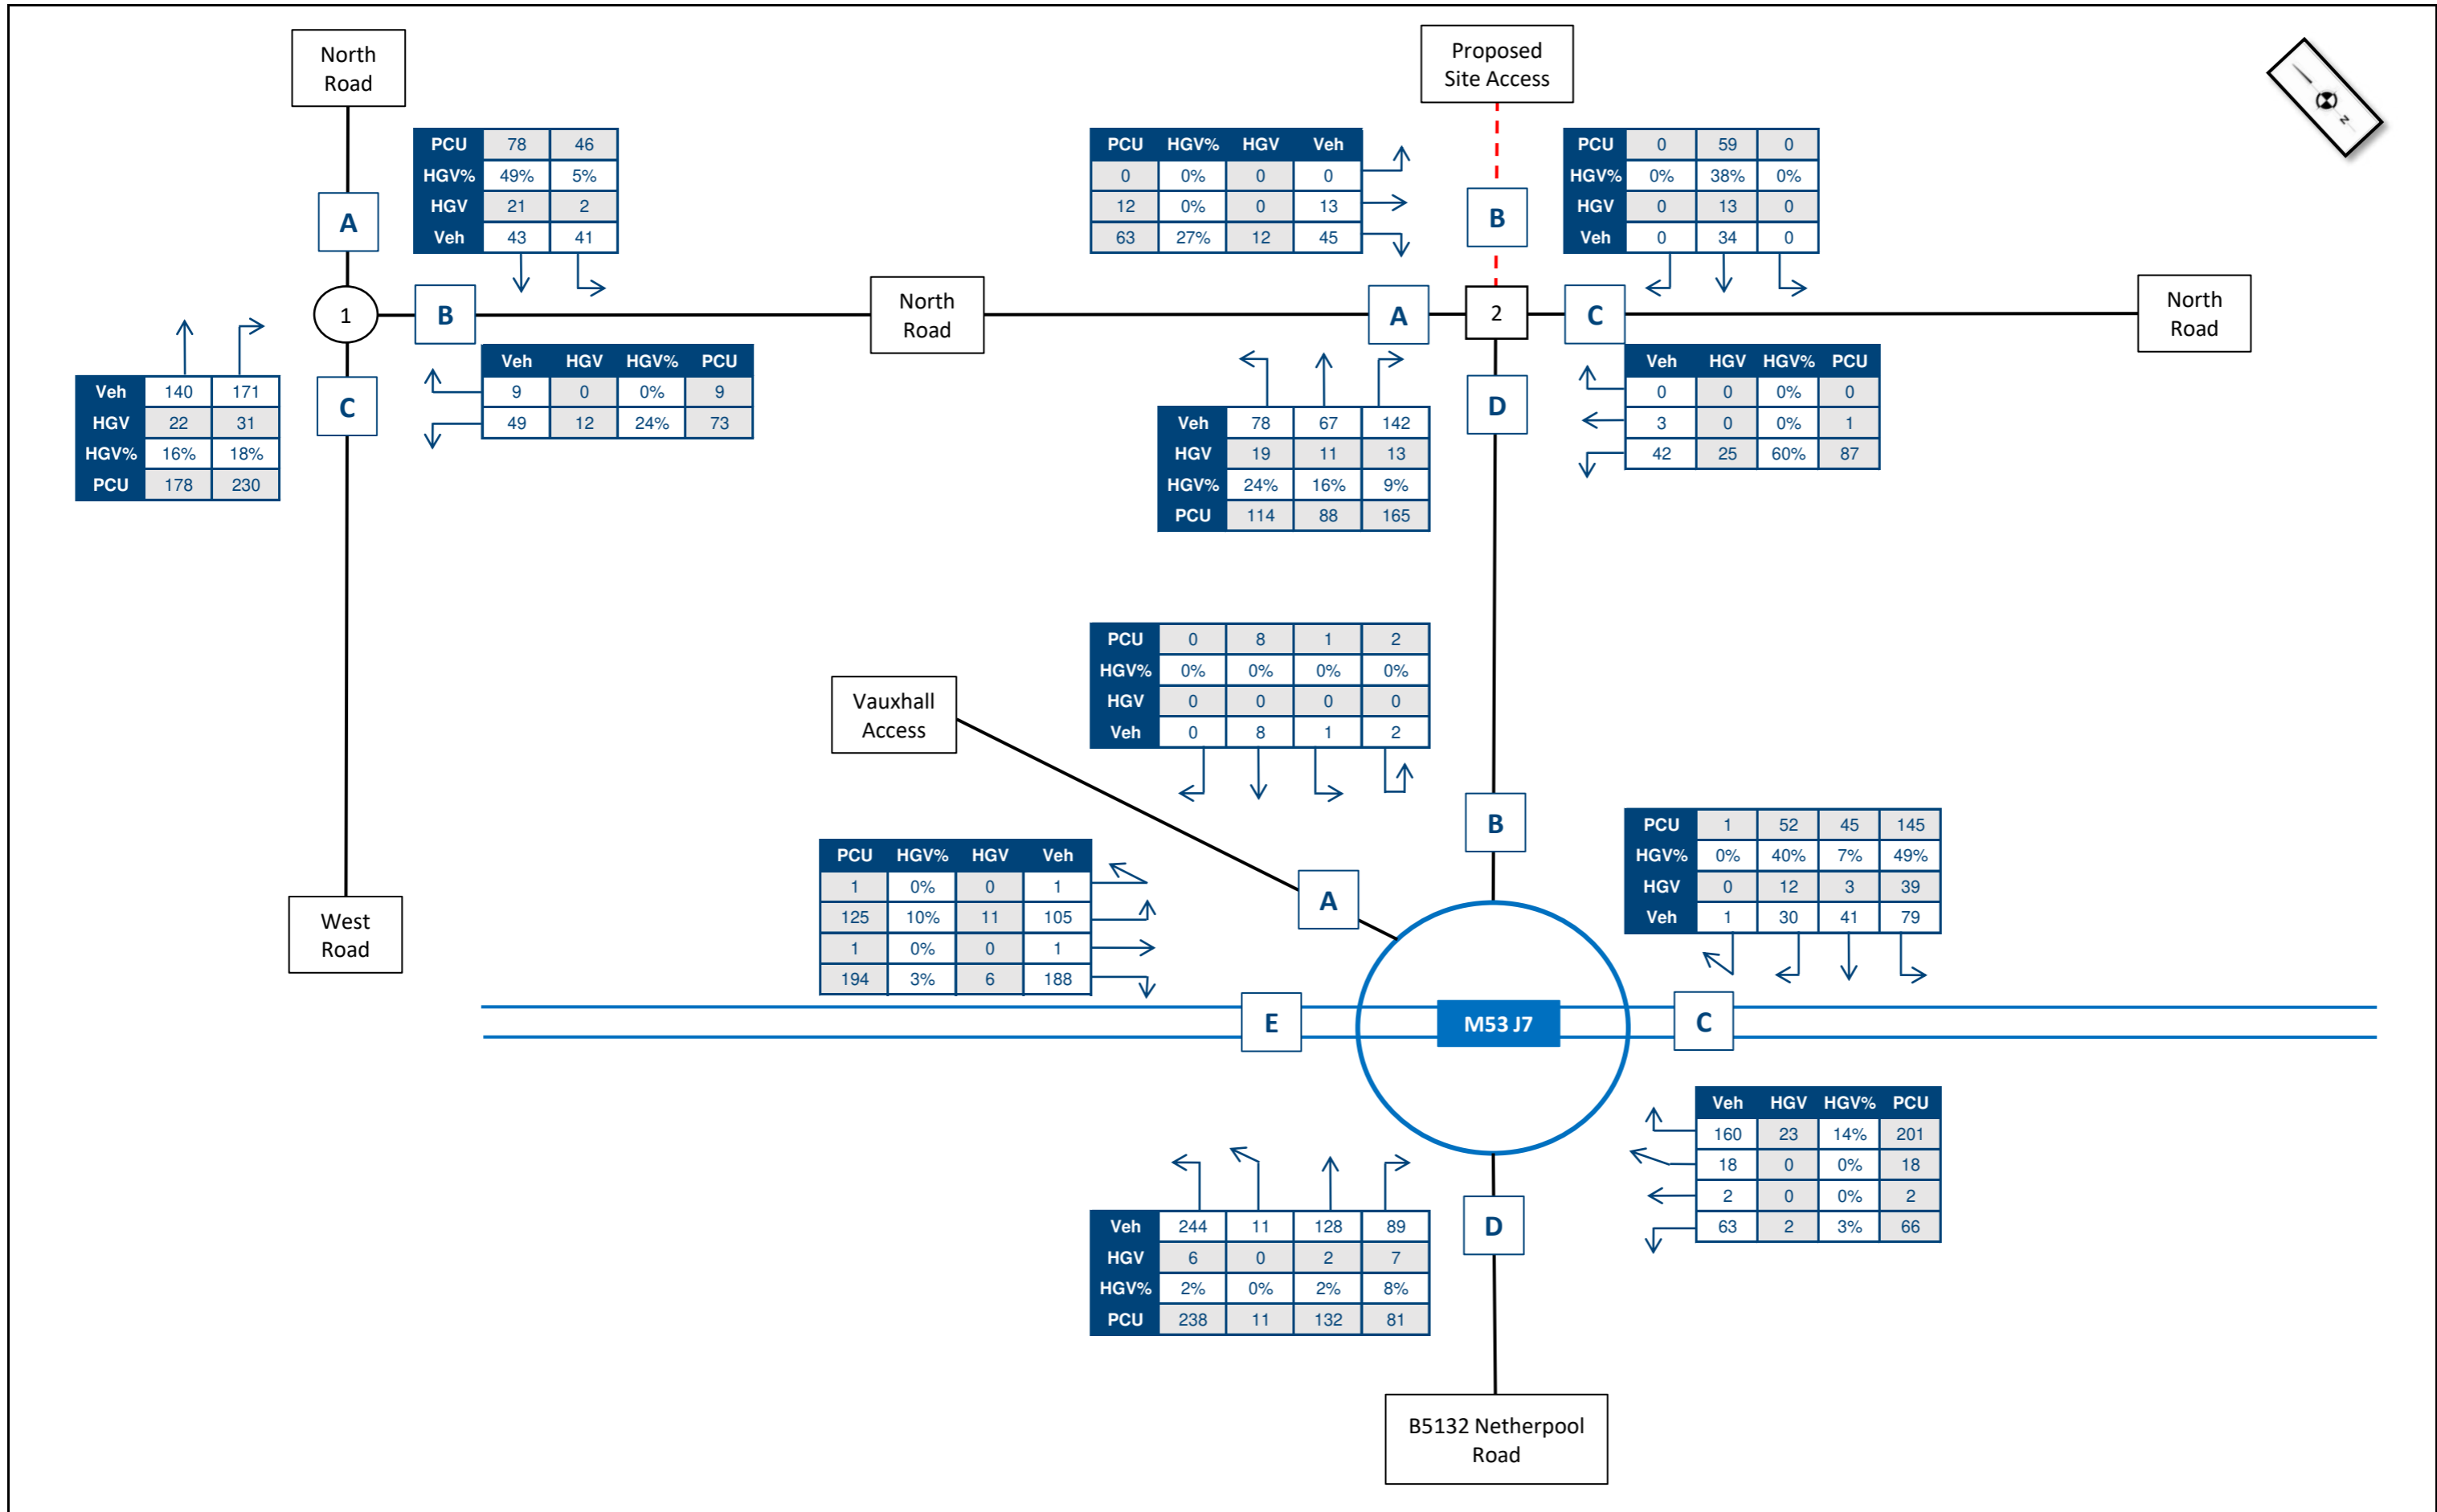 North
Road
Proposed
Site Access
N
PCU 78 46
HGV% 49% 5%
HGV 21 2
Veh 43 41
PCU HGV% HGV Veh
0 0% 0 0
12 0% 0 13
63 27% 12 45
PCU 0 59 0
HGV% 0% 38% 0%
HGV 0 13 0
Veh 0 34 0
A
B
1
B
North
Road
A
2
C
North
Road
Veh 140 171
HGV 22 31
HGV% 16% 18%
PCU 178 230
C
Veh HGV HGV% PCU
9 0 0% 9
49 12 24% 73
Veh 78 67 142
HGV 19 11 13
HGV% 24% 16% 9%
PCU 114 88 165
D
Veh HGV HGV% PCU
0 0 0% 0
3 0 0% 1
42 25 60% 87
PCU 0 8 1 2
HGV% 0% 0% 0% 0%
HGV 0 0 0 0
Veh 0 8 1 2
Vauxhall
Access
B
PCU HGV% HGV Veh
1 0% 0 1
125 10% 11 105
1 0% 0 1
194 3% 6 188
A
PCU 1 52 45 145
HGV% 0% 40% 7% 49%
HGV 0 12 3 39
Veh 1 30 41 79
West
Road
E
M53 J7
C
Veh HGV HGV% PCU
160 23 14% 201
18 0 0% 18
2 0 0% 2
63 2 3% 66
Veh 244 11 128 89
HGV 6 0 2 7
HGV% 2% 0% 2% 8%
PCU 238 11 132 81
D
B5132 Netherpool
Road